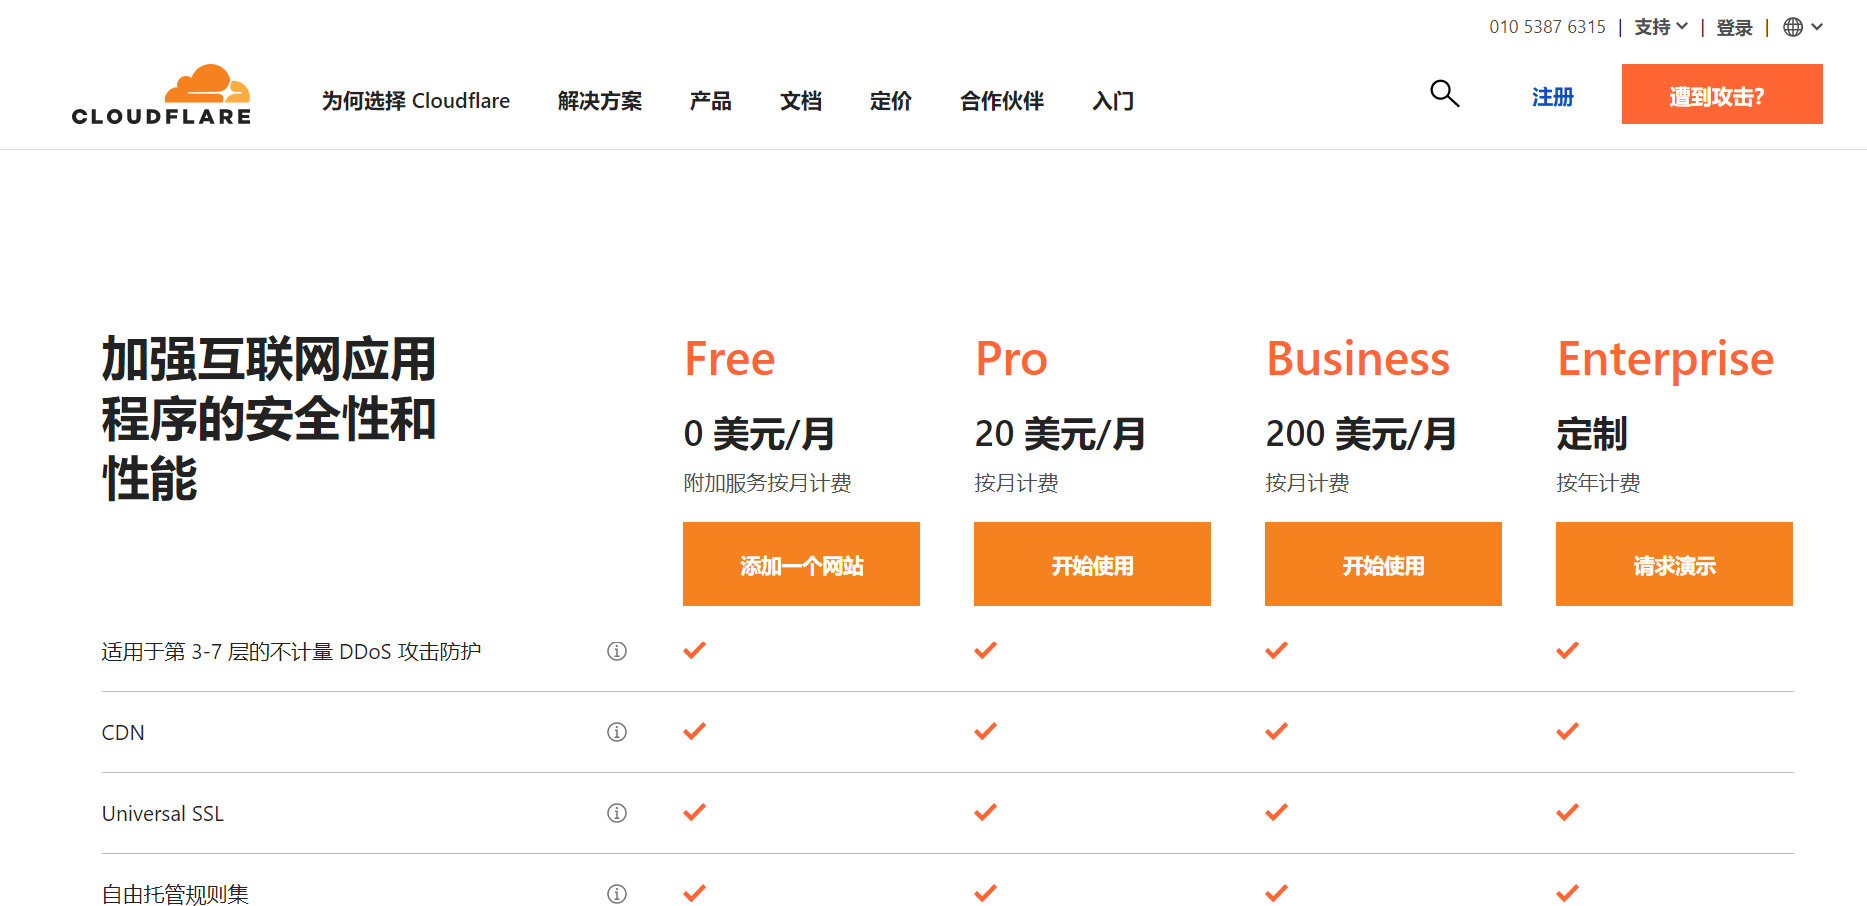 010 5387 6315 | 支持 | 登录 |
CLOUDFLARE
为何选择 Cloudflare 解决方案 产品 文档 定价 合作伙伴 入门 注册 遭到攻击?
加强互联网应用
程序的安全性和
性能
Free Pro Business Enterprise
0 美元/月 20 美元/月 200 美元/月 定制
附加服务按月计费 按月计费 按月计费 按年计费
添加一个网站 开始使用 开始使用 请求演示
适用于第 3-7 层的不计量 DDoS 攻击防护
CDN
Universal SSL
自由托管规则集